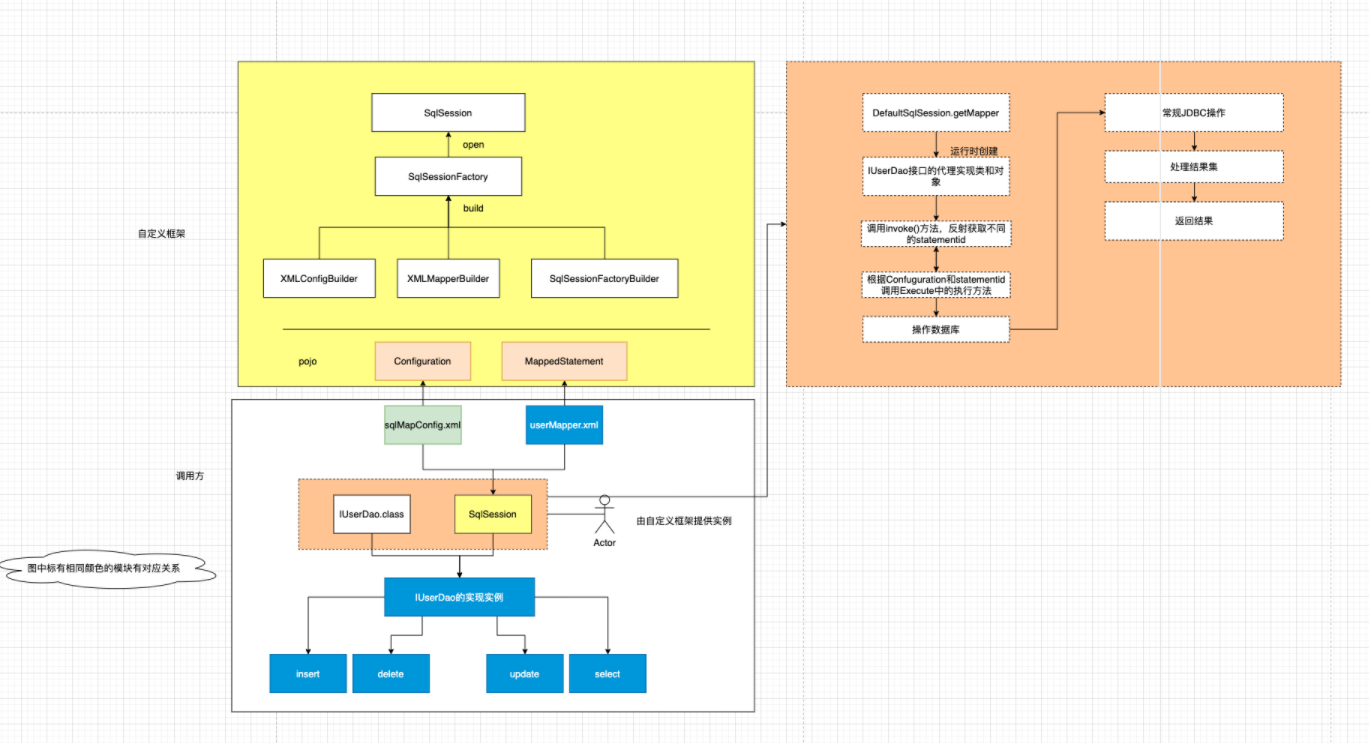 SqlSession
open
SqlSessionFactory
build
自定义框架
XMLConfigBuilder
XMLMapperBuilder
SqlSessionFactoryBuilder
pojo
Configuration
MappedStatement
sqlMapConfig.xml
userMapper.xml
调用方
IUserDao.class
SqlSession
Actor
由自定义框架提供实例
图中标有相同颜色的模块有对应关系
IUserDao的实现实例
insert
delete
update
select
DefaultSqlSession.getMapper
运行时创建
IUserDao接口的代理实现类和对
象
调用invoke()方法，反射获取不同
的statementid
根据Confuguration和statementid
调用Execute中的执行方法
操作数据库
常规JDBC操作
处理结果集
返回结果